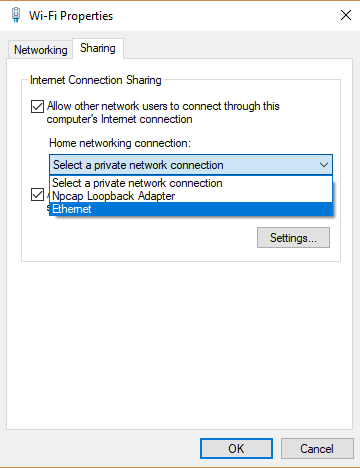 Wi-Fi Properties
Networking
Sharing
Internet Connection Sharing
Allow other network users to connect through this
computer's Internet connection
Home networking connection:
Select a private network connection
Select a private network connection
Npcap Loopback Adapter
Ethernet
Settings...
OK
Cancel